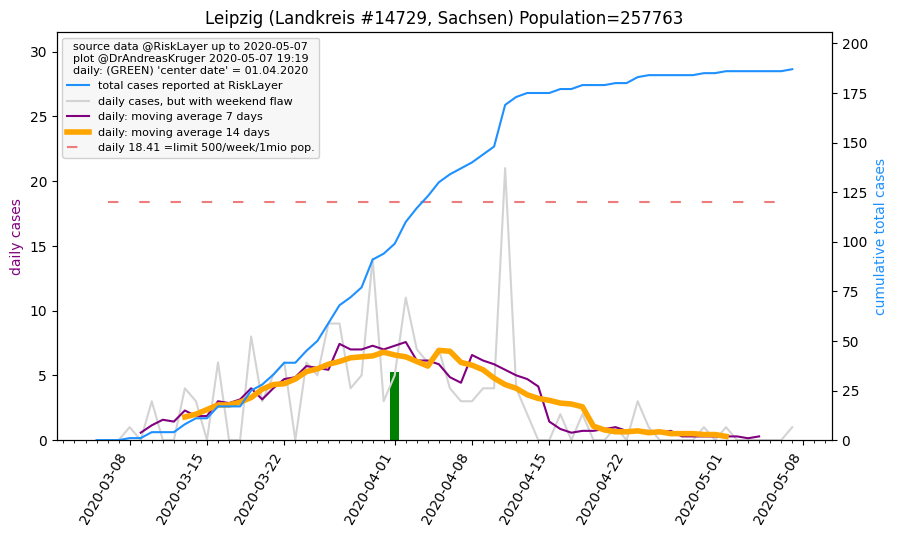 Leipzig (Landkreis #14729, Sachsen) Population=257763
source data @RiskLayer up to 2020-05-07
plot @DrAndreasKruger 2020-05-07 19:19
daily: (GREEN) 'center date' = 01.04.2020
total cases reported at RiskLayer
daily cases, but with weekend flaw
daily: moving average 7 days
daily: moving average 14 days
daily 18.41 =limit 500/week/1mio pop.
daily cases
30
25
20
15
10
5
0
cumulative total cases
200
175
150
125
100
75
50
25
0
2020-03-08
2020-03-15
2020-03-22
2020-04-01
2020-04-08
2020-04-15
2020-04-22
2020-05-01
2020-05-08